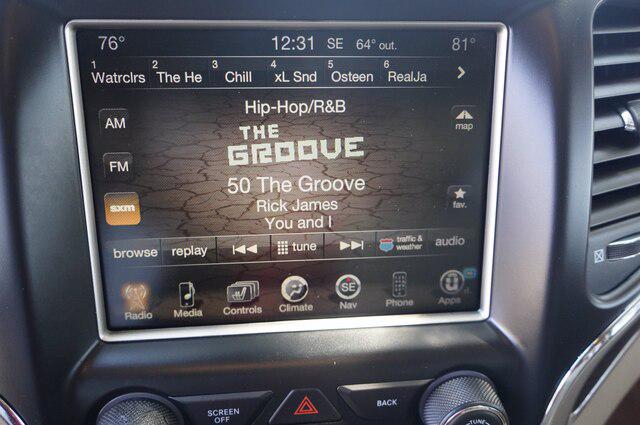 76° 12:31 SE 64° out. 81°
1 Watrclrs 2 The He 3 Chill 4 xL Snd 5 Osteen 6 RealJa
Hip-Hop/R&B
AM
THE
GROOVE
map
FM
50 The Groove
Rick James
You and I
sxm
fav.
browse replay tune traffic & weather audio
SE
Radio Media Controls Climate Nav Phone Apps
SCREEN OFF
BACK
TUNE